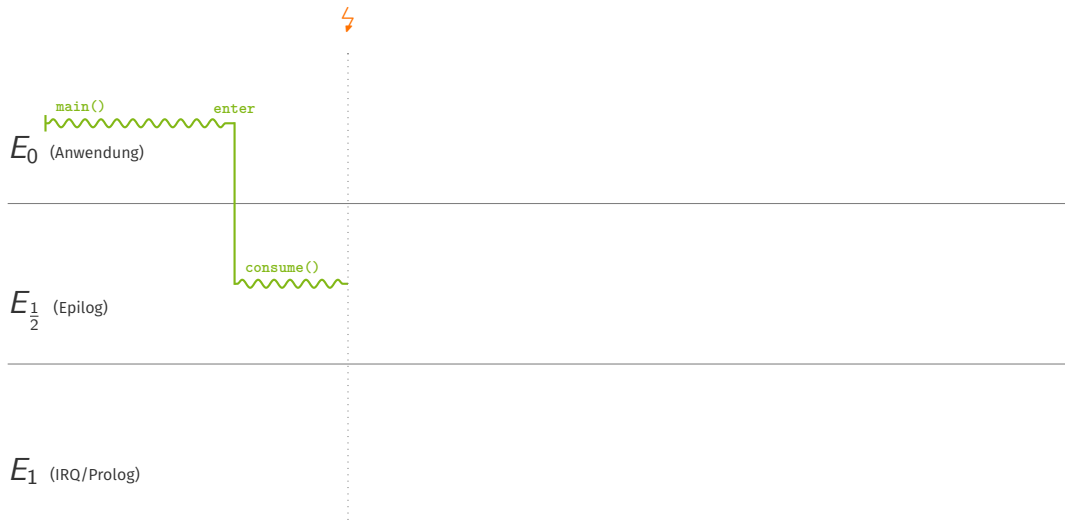 main() enter
E₀ (Anwendung)
consume()
E½ (Epilog)
E₁ (IRQ/Prolog)